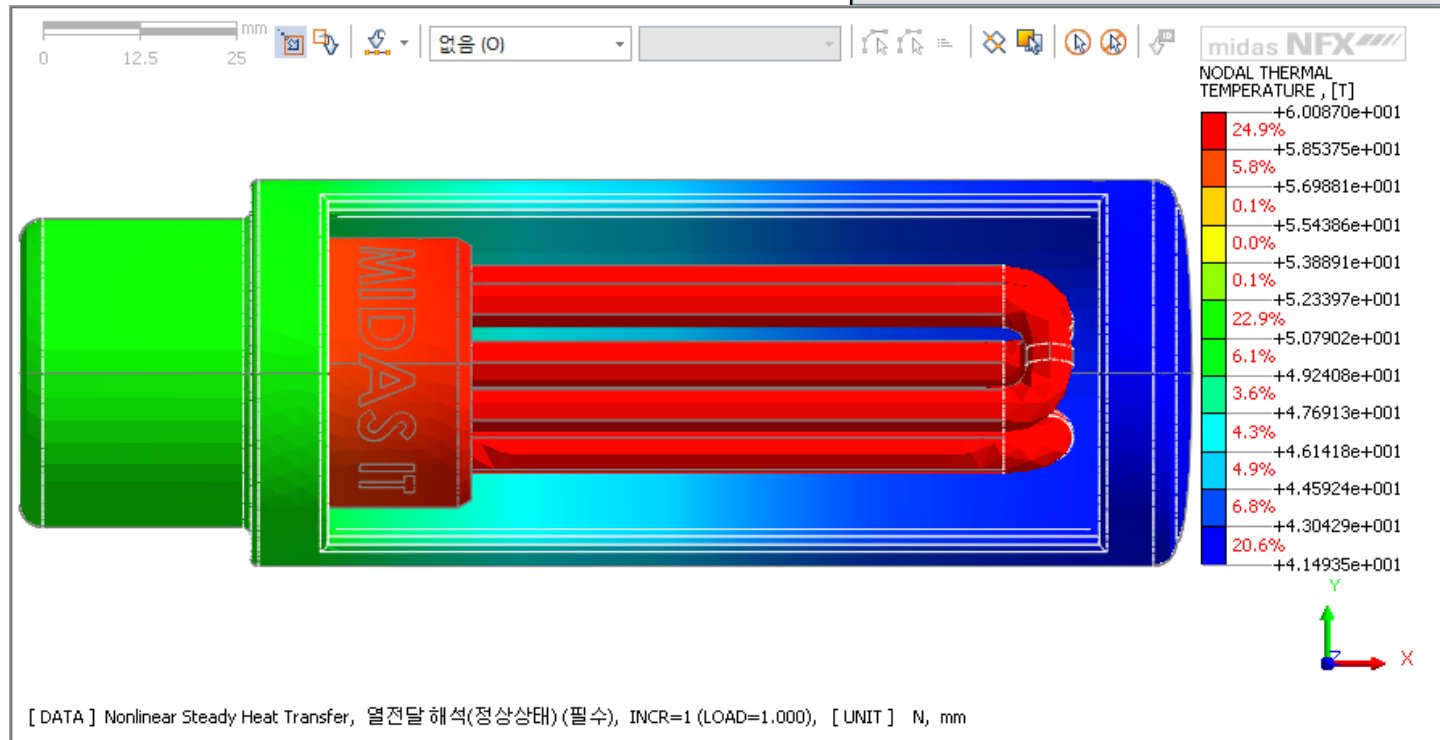 mm
0 12.5 25
없음 (O)
midas NFX
NODAL THERMAL
TEMPERATURE , [T]
+6.00870e+001
24.9%
+5.85375e+001
5.8%
+5.69881e+001
0.1%
+5.54386e+001
0.0%
+5.38891e+001
0.1%
+5.23397e+001
22.9%
+5.07902e+001
6.1%
+4.92408e+001
3.6%
+4.76913e+001
4.3%
+4.61418e+001
4.9%
+4.45924e+001
6.8%
+4.30429e+001
20.6%
+4.14935e+001
MIDAS IT
Y
Z
X
[ DATA ] Nonlinear Steady Heat Transfer, 열전달 해석(정상상태) (필수), INCR=1 (LOAD=1.000), [ UNIT ] N, mm